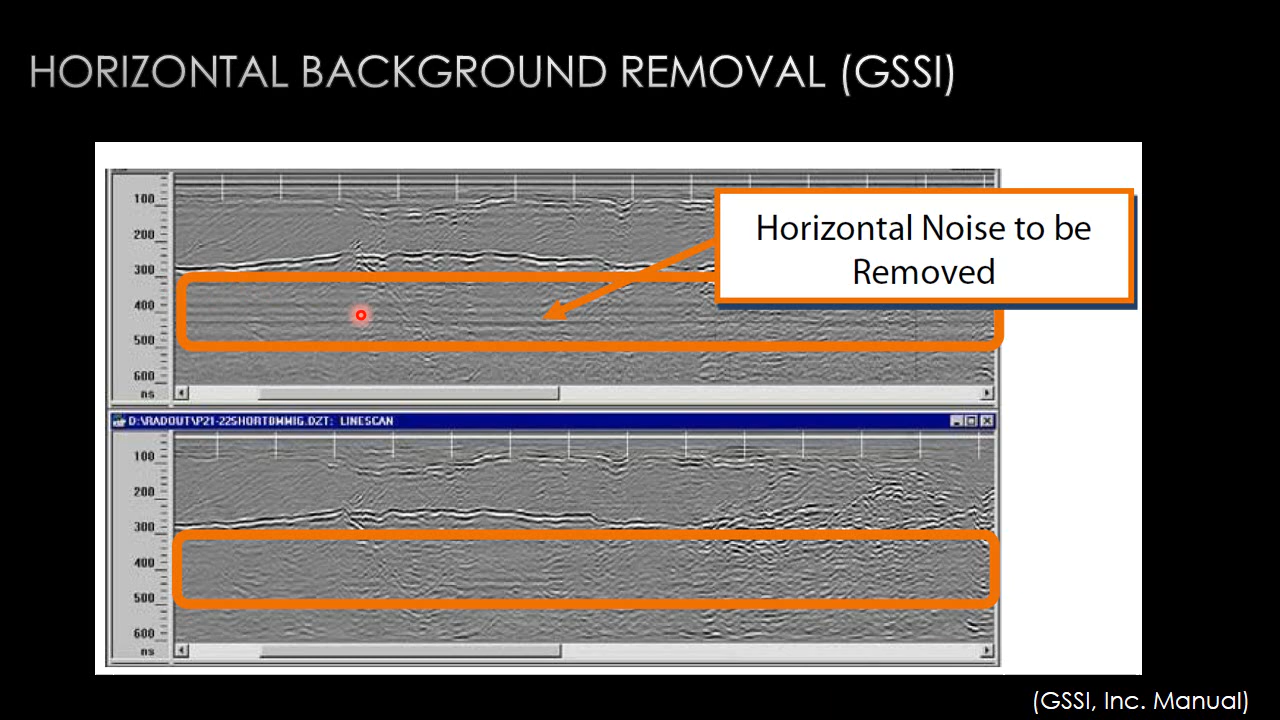 HORIZONTAL BACKGROUND REMOVAL (GSSI)
100
200
300
400
500
600
ns
Horizontal Noise to be
Removed
D:\RADOUT\P21-22SHORTBMMIG.DZT: LINESCAN
100
200
300
400
500
600
ns
(GSSI, Inc. Manual)